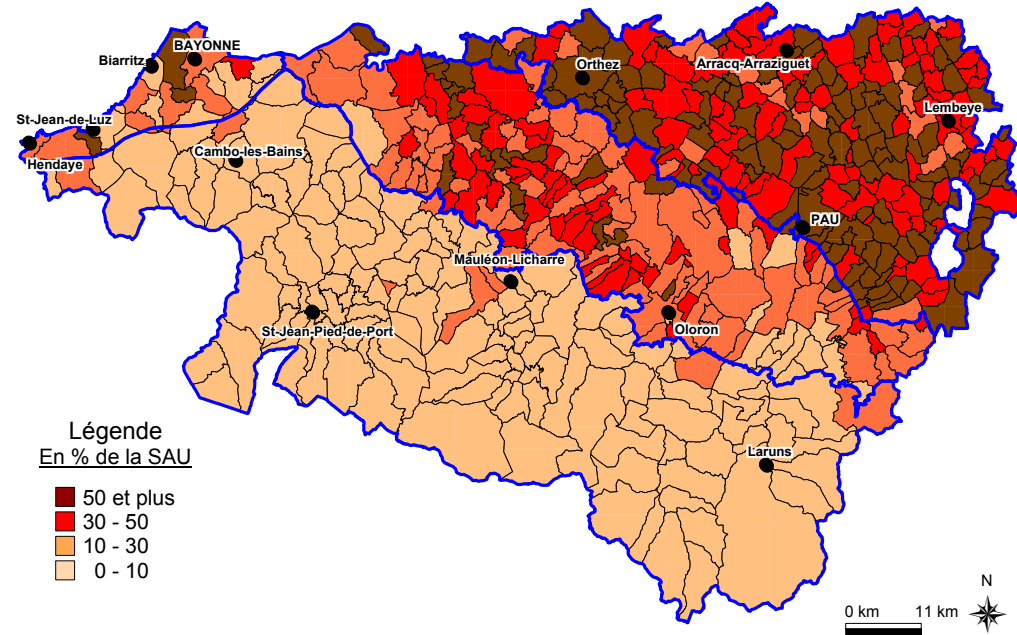 BAYONNE
Biarritz
Orthez
Arracq-Arraziguet
Lembeye
St-Jean-de-Luz
Hendaye
Cambo-les-Bains
PAU
Mauléon-Licharre
St-Jean-Pied-de-Port
Oloron
Laruns
Légende
En % de la SAU
50 et plus
30 - 50
10 - 30
0 - 10
0 km 11 km
N